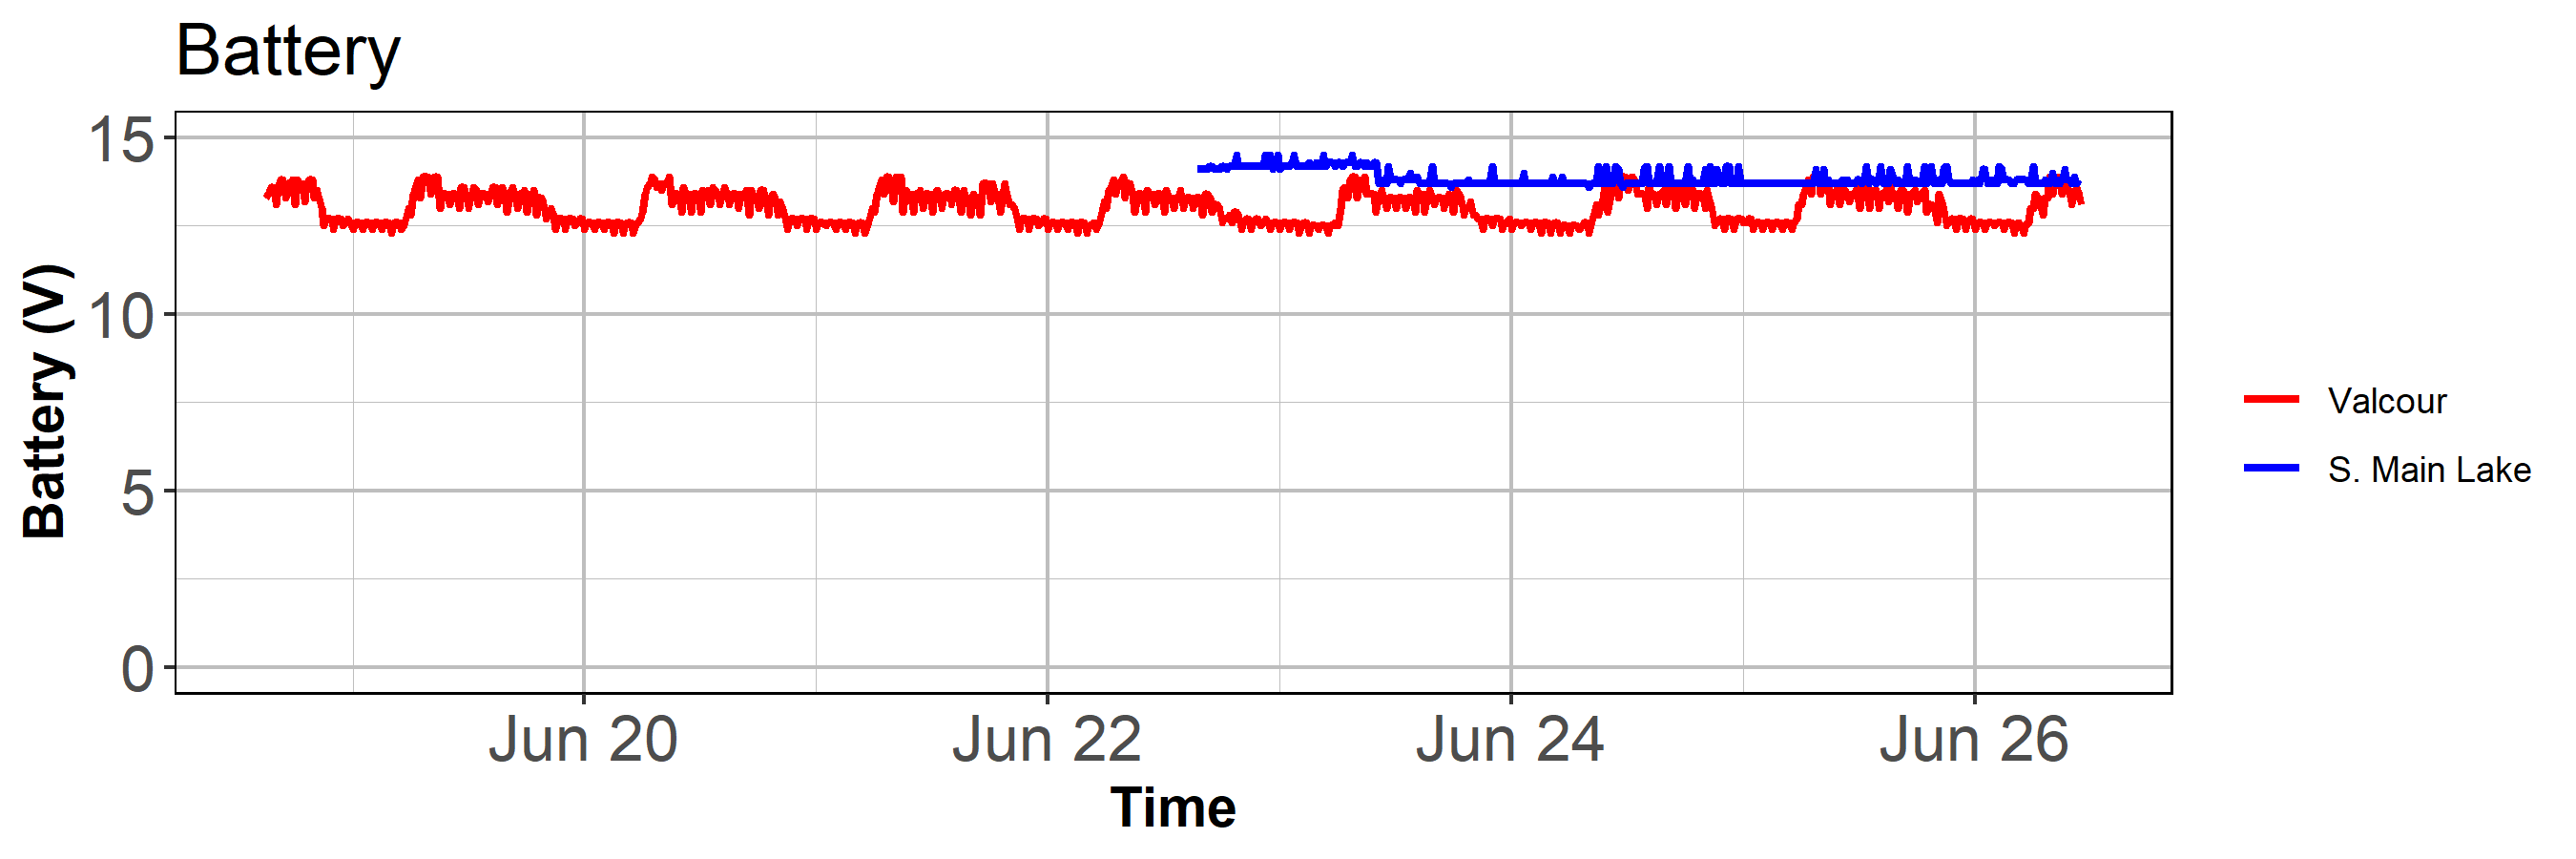 Battery
Battery (V)
15
10
5
0
Jun 20
Jun 22
Jun 24
Jun 26
Time
Valcour
S. Main Lake